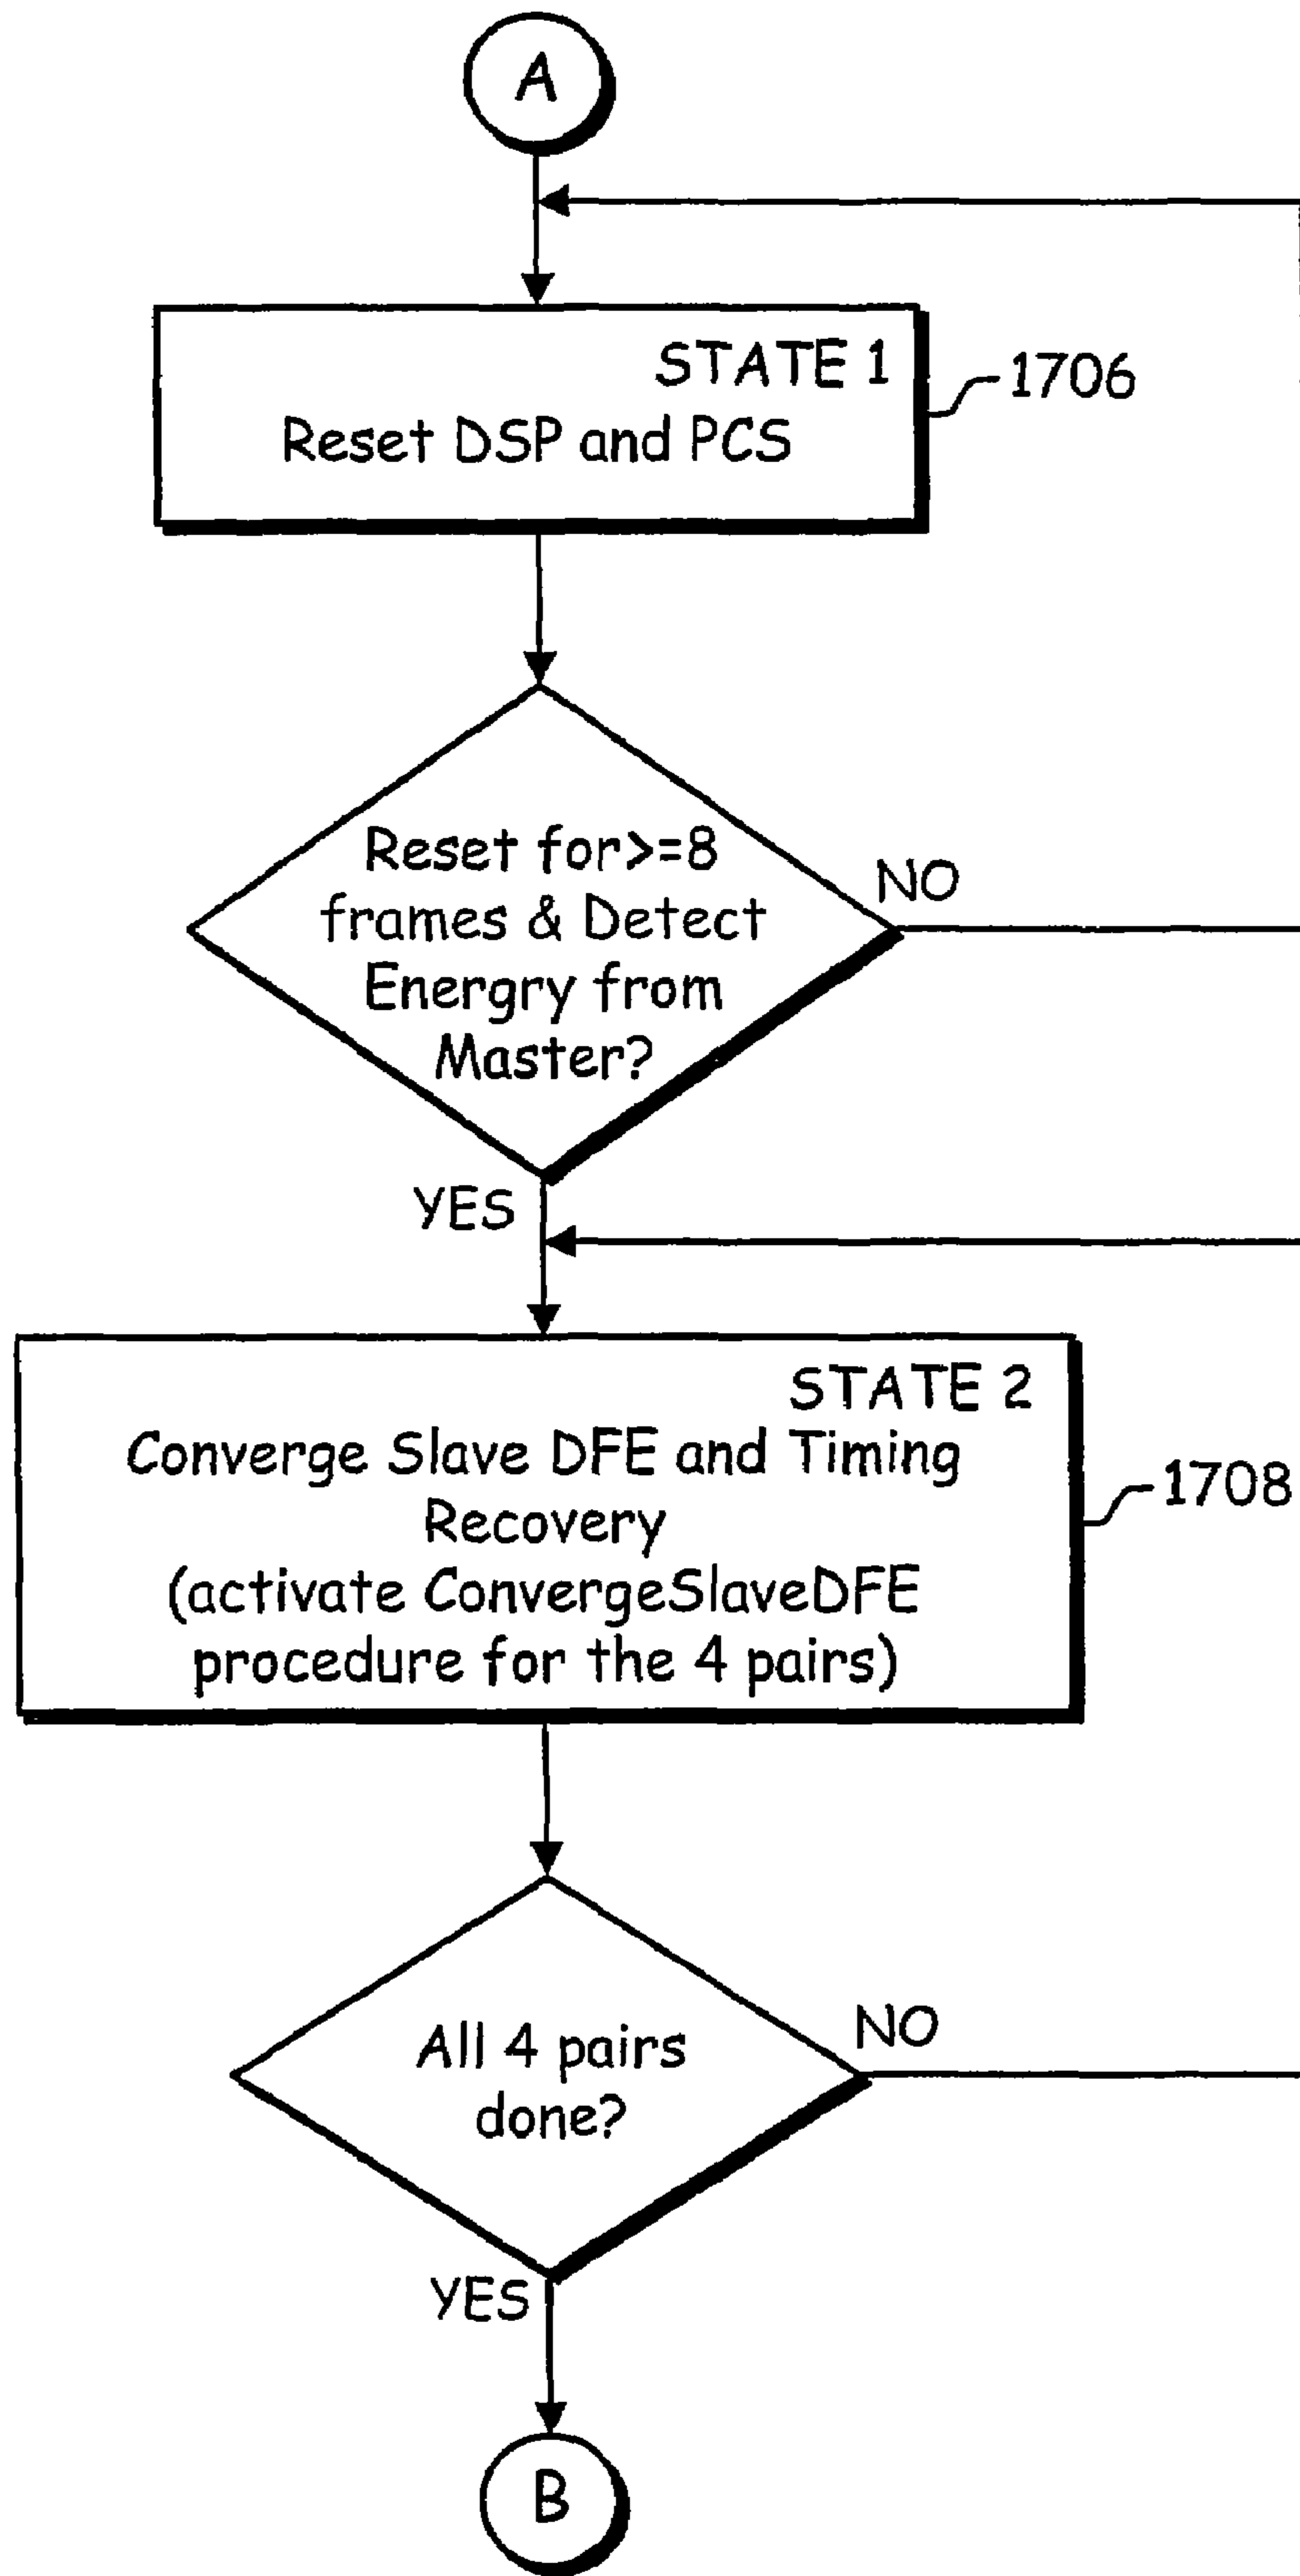 A
STATE 1
Reset DSP and PCS
1706
Reset for>=8
frames & Detect
Energry from
Master?
NO
YES
STATE 2
Converge Slave DFE and Timing
Recovery
(activate ConvergeSlaveDFE
procedure for the 4 pairs)
1708
All 4 pairs
done?
NO
YES
B